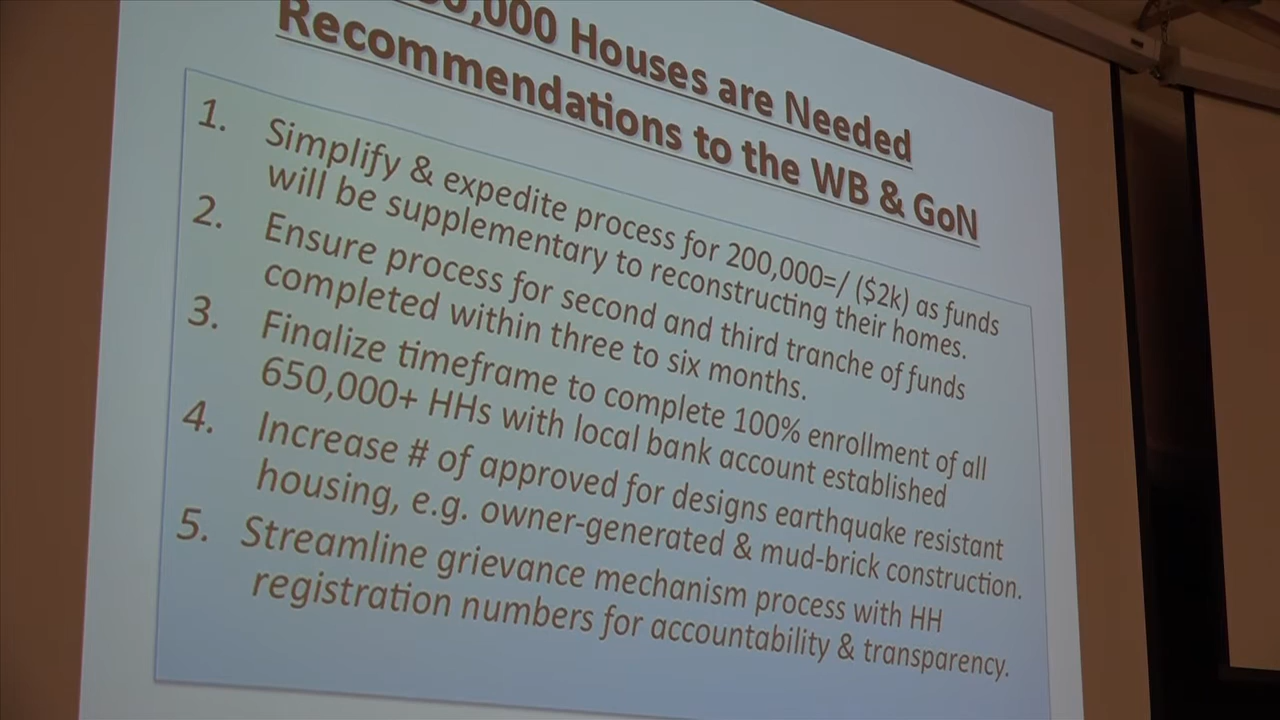 0,000 Houses are Needed
Recommendations to the WB & GoN
1. Simplify & expedite process for 200,000=/ ($2k) as funds
will be supplementary to reconstructing their homes.
2. Ensure process for second and third tranche of funds
completed within three to six months.
3. Finalize timeframe to complete 100% enrollment of all
650,000+ HHs with local bank account established
4. Increase # of approved for designs earthquake resistant
housing, e.g. owner-generated & mud-brick construction.
5. Streamline grievance mechanism process with HH
registration numbers for accountability & transparency.